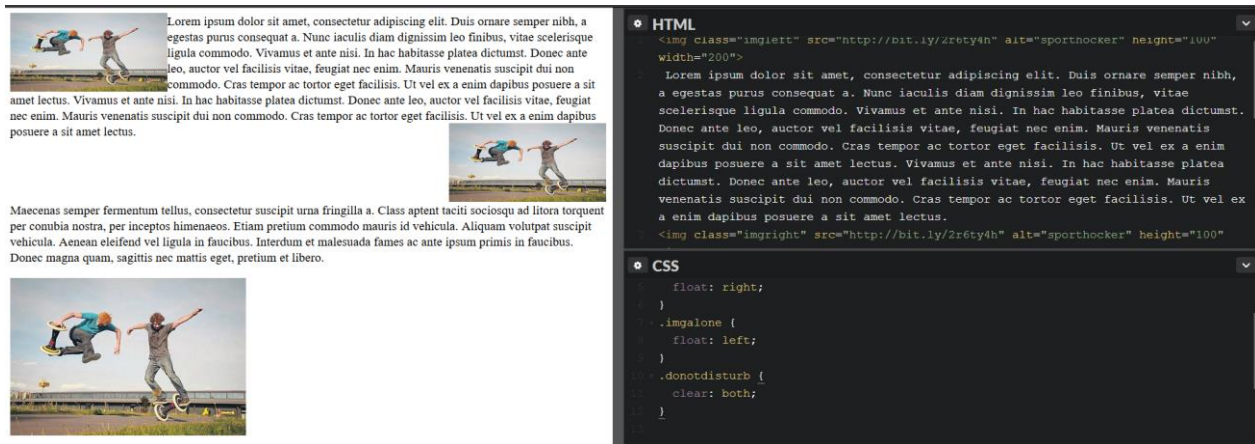 Lorem ipsum dolor sit amet, consectetur adipiscing elit. Duis ornare semper nibh, a
egestas purus consequat a. Nunc iaculis diam dignissim leo finibus, vitae scelerisque
ligula commodo. Vivamus et ante nisi. In hac habitasse platea dictumst. Donec ante
leo, auctor vel facilisis vitae, feugiat nec enim. Mauris venenatis suscipit dui non
commodo. Cras tempor ac tortor eget facilisis. Ut vel ex a enim dapibus posuere a sit
amet lectus. Vivamus et ante nisi. In hac habitasse platea dictumst. Donec ante leo, auctor vel facilisis vitae, feugiat
nec enim. Mauris venenatis suscipit dui non commodo. Cras tempor ac tortor eget facilisis. Ut vel ex a enim dapibus
posuere a sit amet lectus.
Maecenas semper fermentum tellus, consectetur suscipit urna fringilla a. Class aptent taciti sociosqu ad litora torquent
per conubia nostra, per inceptos himenaeos. Etiam pretium commodo mauris id vehicula. Aliquam volutpat suscipit
vehicula. Aenean eleifend vel ligula in faucibus. Interdum et malesuada fames ac ante ipsum primis in faucibus.
Donec magna quam, sagittis nec mattis eget, pretium et libero.
HTML
<img class="imgleft" src="http://bit.ly/2r6ty4h" alt="sporthocker" height="100"
width="200">
2 Lorem ipsum dolor sit amet, consectetur adipiscing elit. Duis ornare semper nibh,
a egestas purus consequat a. Nunc iaculis diam dignissim leo finibus, vitae
scelerisque ligula commodo. Vivamus et ante nisi. In hac habitasse platea dictumst.
Donec ante leo, auctor vel facilisis vitae, feugiat nec enim. Mauris venenatis
suscipit dui non commodo. Cras tempor ac tortor eget facilisis. Ut vel ex a enim
dapibus posuere a sit amet lectus. Vivamus et ante nisi. In hac habitasse platea
dictumst. Donec ante leo, auctor vel facilisis vitae, feugiat nec enim. Mauris
venenatis suscipit dui non commodo. Cras tempor ac tortor eget facilisis. Ut vel ex
a enim dapibus posuere a sit amet lectus.
3 <img class="imgright" src="http://bit.ly/2r6ty4h" alt="sporthocker" height="100"
CSS
5 float: right;
6 }
7 .imgalone {
8 float: left;
9 }
10 .donotdisturb {
11 clear: both;
12 }
13